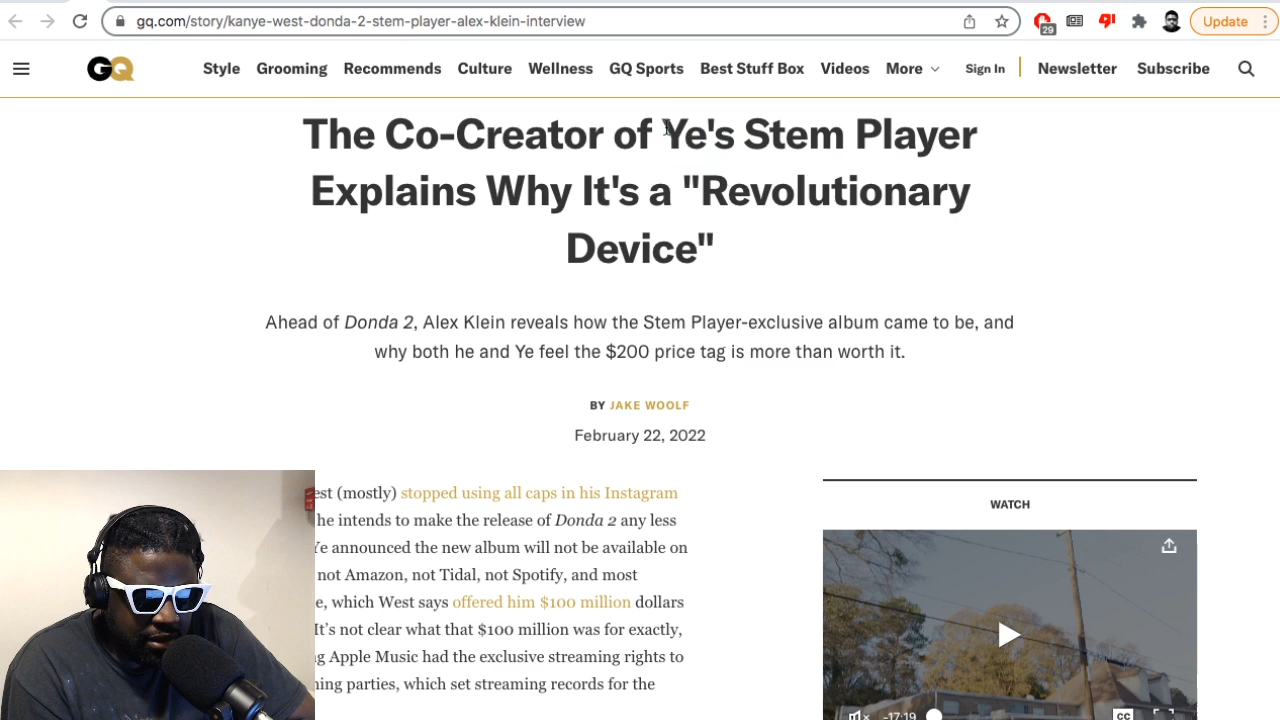 gq.com/story/kanye-west-donda-2-stem-player-alex-klein-interview
29
Update
GQ
Style Grooming Recommends Culture Wellness GQ Sports Best Stuff Box Videos More Sign In Newsletter Subscribe
The Co-Creator of Ye's Stem Player
Explains Why It's a "Revolutionary
Device"
Ahead of Donda 2, Alex Klein reveals how the Stem Player-exclusive album came to be, and
why both he and Ye feel the $200 price tag is more than worth it.
BY JAKE WOOLF
February 22, 2022
est (mostly) stopped using all caps in his Instagram
he intends to make the release of Donda 2 any less
Ye announced the new album will not be available on
not Amazon, not Tidal, not Spotify, and most
e, which West says offered him $100 million dollars
It's not clear what that $100 million was for exactly,
g Apple Music had the exclusive streaming rights to
ning parties, which set streaming records for the
WATCH
-17:19
CC